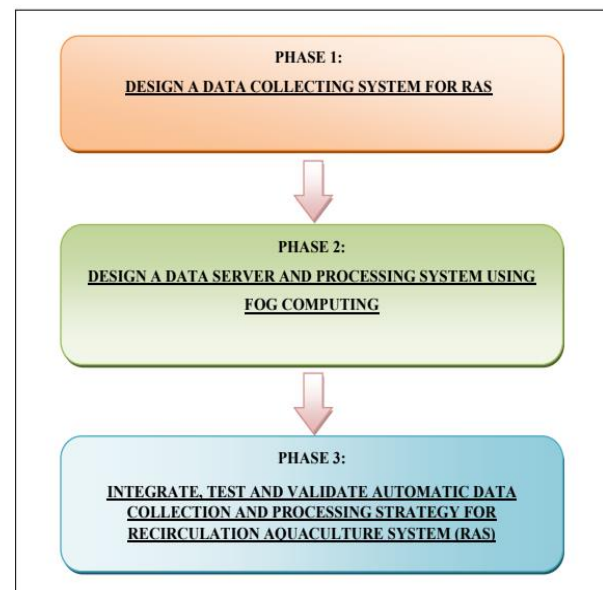 PHASE 1:
DESIGN A DATA COLLECTING SYSTEM FOR RAS
PHASE 2:
DESIGN A DATA SERVER AND PROCESSING SYSTEM USING
FOG COMPUTING
PHASE 3:
INTEGRATE, TEST AND VALIDATE AUTOMATIC DATA
COLLECTION AND PROCESSING STRATEGY FOR
RECIRCULATION AQUACULTURE SYSTEM (RAS)